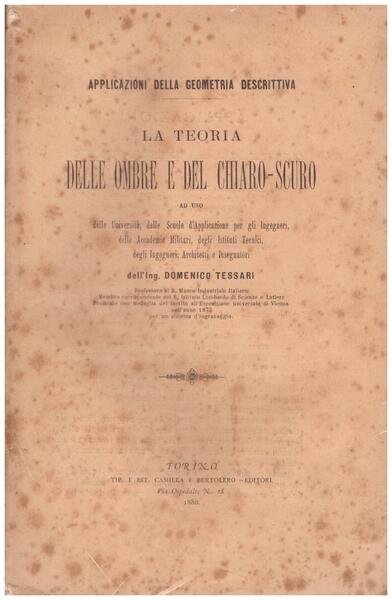 APPLICAZIONI DELLA GEOMETRIA DESCRITTIVA
LA TEORIA
DELLE OMBRE E DEL CHIARO-SCURO
AD USO
delle Università, delle Scuole d'Applicazione per gli Ingegneri,
delle Accademie Militari, degli Istituti Tecnici,
degli Ingegneri, Architetti, e Disegnatori
dell'Ing. DOMENICO TESSARI
Professore al R. Museo Industriale Italiano
Membro corrispondente del R. Istituto Lombardo di Scienze e Lettere
Premiato con medaglia del merito all'Esposizione universale di Vienna
nell'anno 1873
per un sistema d'ingranaggio.
TORINO
TIP. E LIT. CAMILLA E BERTOLERO - EDITORI
Via Ospedale, N. 18
1880.